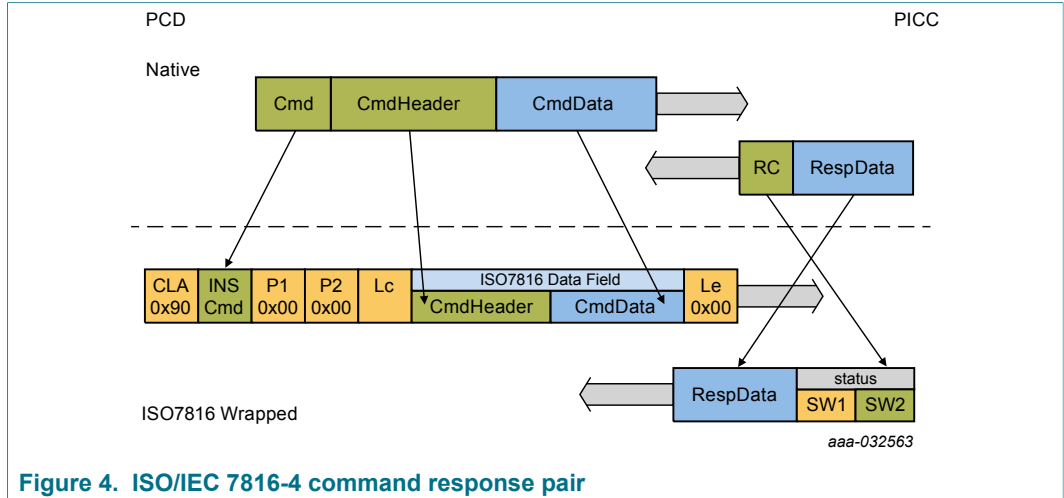 PCD
PICC
Native
Cmd
CmdHeader
CmdData
RC
RespData
CLA
0x90
INS
Cmd
P1
0x00
P2
0x00
Lc
ISO7816 Data Field
CmdHeader
CmdData
Le
0x00
RespData
status
SW1
SW2
ISO7816 Wrapped
aaa-032563
Figure 4. ISO/IEC 7816-4 command response pair